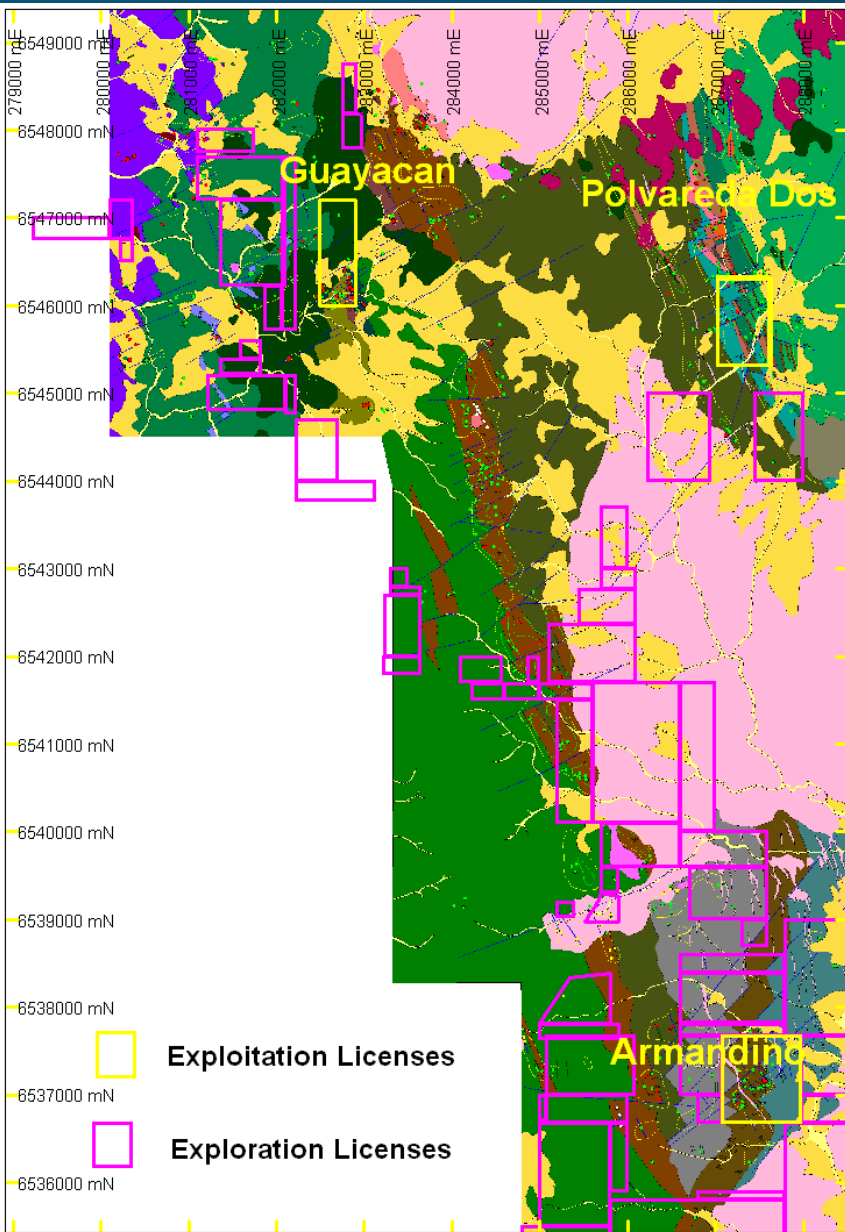 279000 mE
280000 mE
281000 mE
282000 mE
283000 mE
284000 mE
285000 mE
286000 mE
287000 mE
288000 mE
6549000 mN
6548000 mN
Guayacan
Polvareda Dos
6547000 mN
6546000 mN
6545000 mN
6544000 mN
6543000 mN
6542000 mN
6541000 mN
6540000 mN
6539000 mN
6538000 mN
Armandino
Exploitation Licenses
6537000 mN
Exploration Licenses
6536000 mN